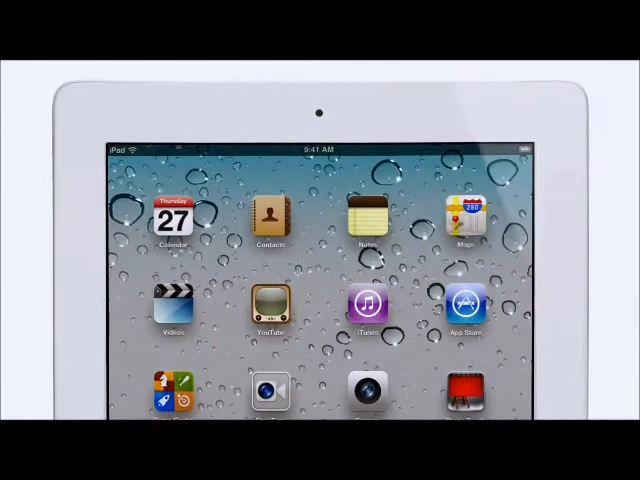 iPad 9:41 AM
Thursday
27 280
Calendar Contacts Notes Maps
Videos YouTube iTunes App Store